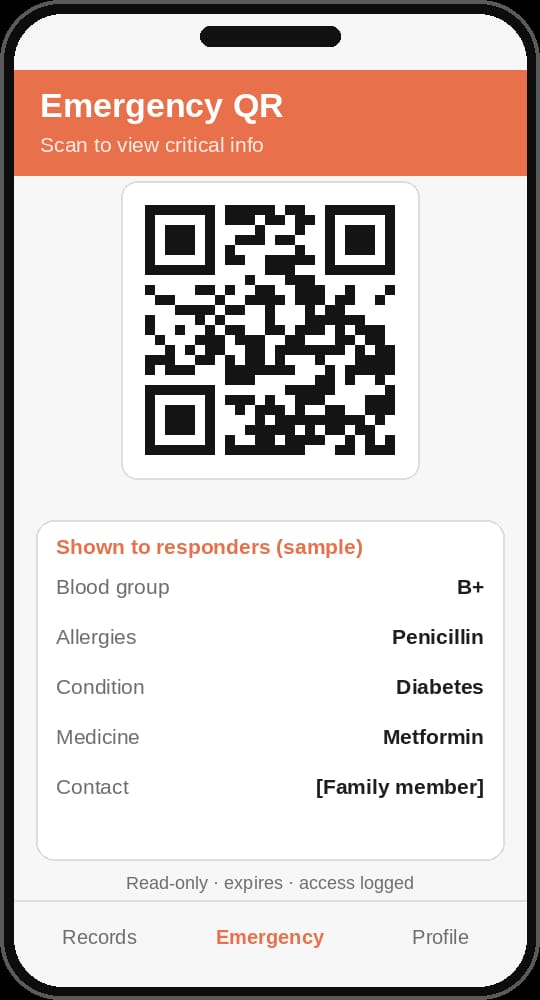 Emergency QR
Scan to view critical info
Shown to responders (sample)
Blood group B+
Allergies Penicillin
Condition Diabetes
Medicine Metformin
Contact [Family member]
Read-only · expires · access logged
Records Emergency Profile